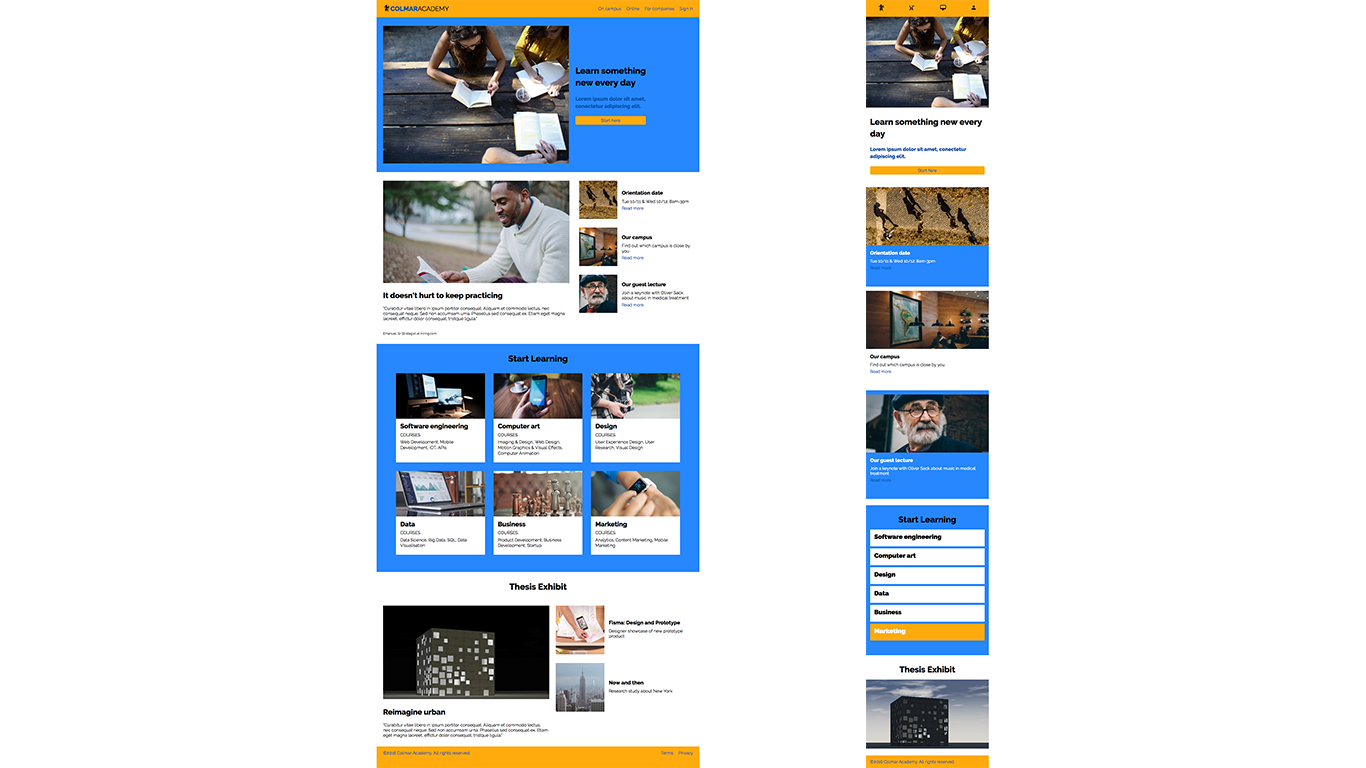 COLMARACADEMY
On campus Online For companies Sign in
Learn something
new every day
Lorem ipsum dolor sit amet,
consectetur adipiscing elit.
Start here
It doesn't hurt to keep practicing
"Curabitur vitae libero in ipsum porttitor consequat. Aliquam et commodo lectus, nec
consequat neque. Sed non accumsam urna. Phasellus sed consequat ex. Etiam eget magna
laoreet, efficitur dolor consequat, tristique ligula."
Emanuel, Sr Strategist at Hiring.com
Orientation date
Tue 10/11 & Wed 10/12: 8am-3pm
Read more
Our campus
Find out which campus is close by
you
Read more
Our guest lecture
Join a keynote with Oliver Sack
about music in medical treatment
Read more
Start Learning
Software engineering
COURSES
Web Development, Mobile
Development, IOT, APIs
Computer art
COURSES
Imaging & Design, Web Design,
Motion Graphics & Visual Effects,
Computer Animation
Design
COURSES
User Experience Design, User
Research, Visual Design
Data
COURSES
Data Science, Big Data, SQL, Data
Visualisation
Business
COURSES
Product Development, Business
Development, Startup
Marketing
COURSES
Analytics, Content Marketing, Mobile
Marketing
Thesis Exhibit
Reimagine urban
"Curabitur vitae libero in ipsum porttitor consequat. Aliquam et commodo lectus,
nec consequat neque. Sed non accumsam urna. Phasellus sed consequat ex. Etiam
eget magna laoreet, efficitur dolor consequat, tristique ligula."
Fisma: Design and Prototype
Designer showcase of new prototype
product
Now and then
Research study about New York
©2018 Colmar Academy. All rights reserved.
Terms Privacy
Learn something new every
day
Lorem ipsum dolor sit amet, consectetur
adipiscing elit.
Start here
Orientation date
Tue 10/11 & Wed 10/12: 8am-3pm
Read more
Our campus
Find out which campus is close by you
Read more
Our guest lecture
Join a keynote with Oliver Sack about music in medical
treatment
Read more
Start Learning
Software engineering
Computer art
Design
Data
Business
Marketing
Thesis Exhibit
©2018 Colmar Academy. All rights reserved.